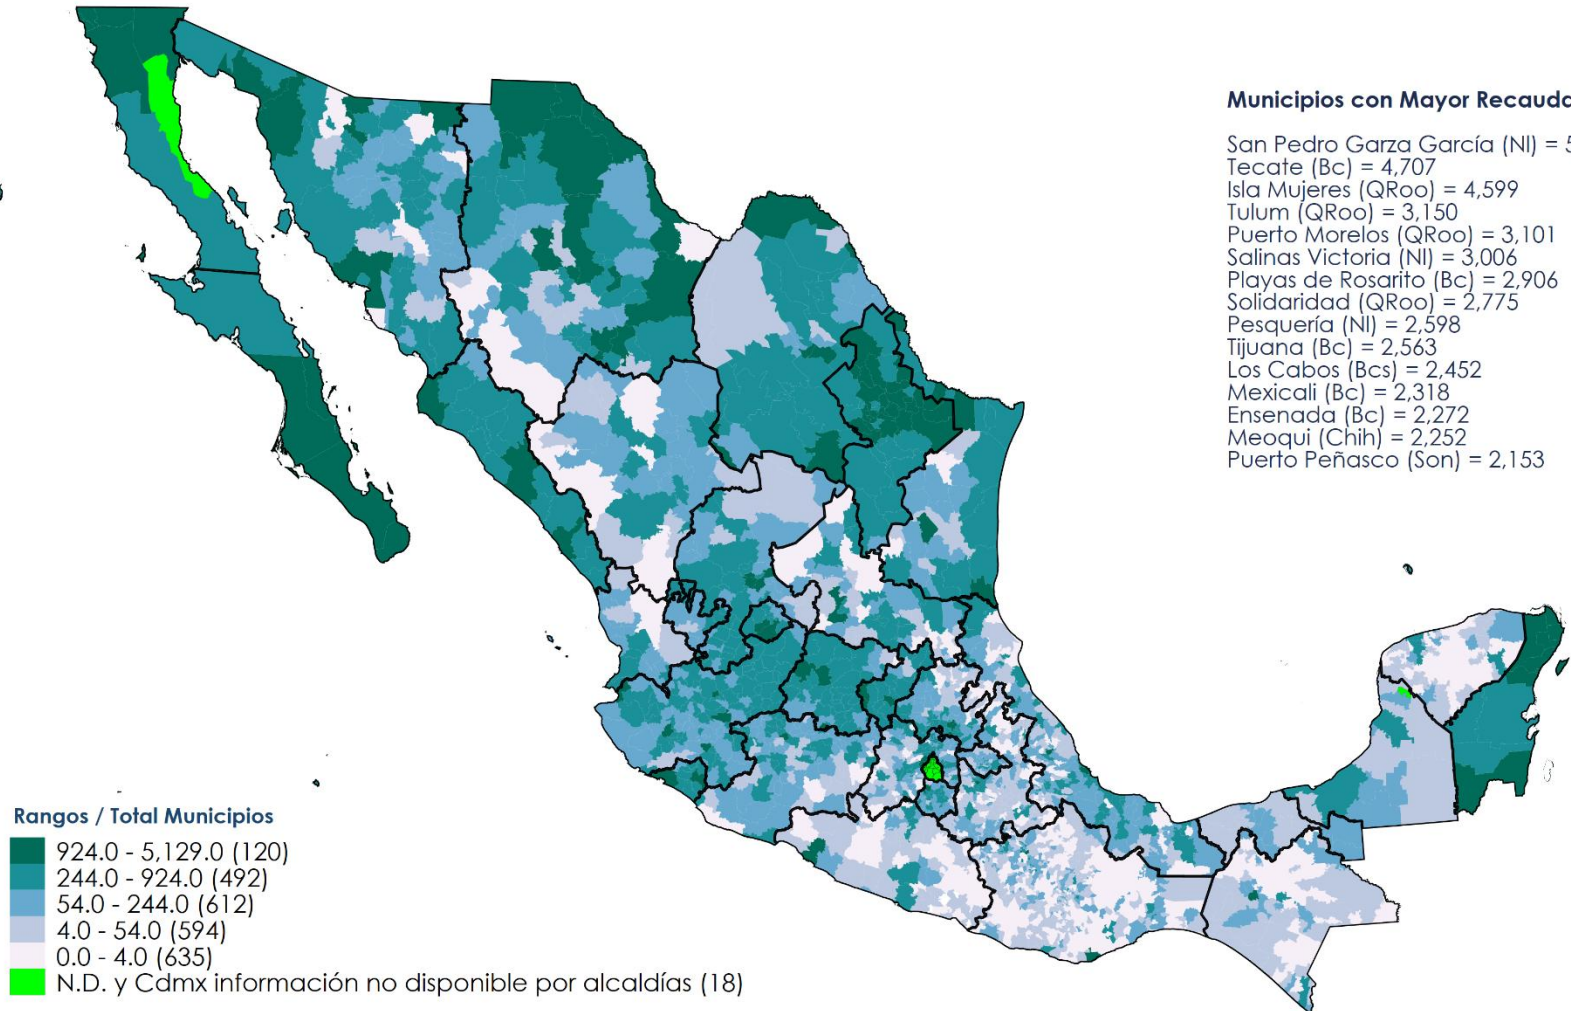 Municipios con Mayor
San Pedro Garza García (Nl) =
Tecate (Bc) = 4,707
Isla Mujeres (QRoo) = 4,599
Tulum (QRoo) = 3,150
Puerto Morelos (QRoo) = 3,101
Salinas Victoria (Nl) = 3,006
Playas de Rosarito (Bc) = 2,906
Solidaridad (QRoo) = 2,775
Pesquería (Nl) = 2,598
Tijuana (Bc) = 2,563
Los Cabos (Bcs) = 2,452
Mexicali (Bc) = 2,318
Ensenada (Bc) = 2,272
Meoqui (Chih) = 2,252
Puerto Peñasco (Son) = 2,153
Rangos / Total Municipios
924.0 - 5,129.0 (120)
244.0 - 924.0 (492)
54.0 - 244.0 (612)
4.0 - 54.0 (594)
0.0 - 4.0 (635)
N.D. y Cdmx información no disponible por alcaldías (18)